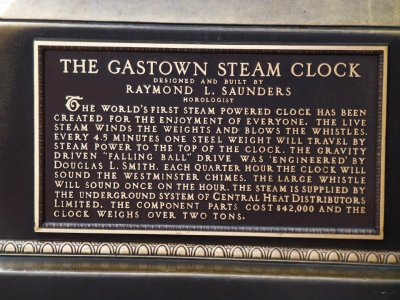 THE GASTOWN STEAM CLOCK
DESIGNED AND BUILT BY
RAYMOND L. SAUNDERS
HOROLOGIST
THE WORLD'S FIRST STEAM POWERED CLOCK HAS BEEN
CREATED FOR THE ENJOYMENT OF EVERYONE. THE LIVE
STEAM WINDS THE WEIGHTS AND BLOWS THE WHISTLES.
EVERY 4.5 MINUTES ONE STEEL WEIGHT WILL TRAVEL BY
STEAM POWER TO THE TOP OF THE CLOCK. THE GRAVITY
DRIVEN "FALLING BALL" DRIVE WAS 'ENGINEERED' BY
DOUGLAS L. SMITH. EACH QUARTER HOUR THE CLOCK WILL
SOUND THE WESTMINSTER CHIMES. THE LARGE WHISTLE
WILL SOUND ONCE ON THE HOUR. THE STEAM IS SUPPLIED BY
THE UNDERGROUND SYSTEM OF CENTRAL HEAT DISTRIBUTORS
LIMITED. THE COMPONENT PARTS COST $42,000 AND THE
CLOCK WEIGHS OVER TWO TONS.